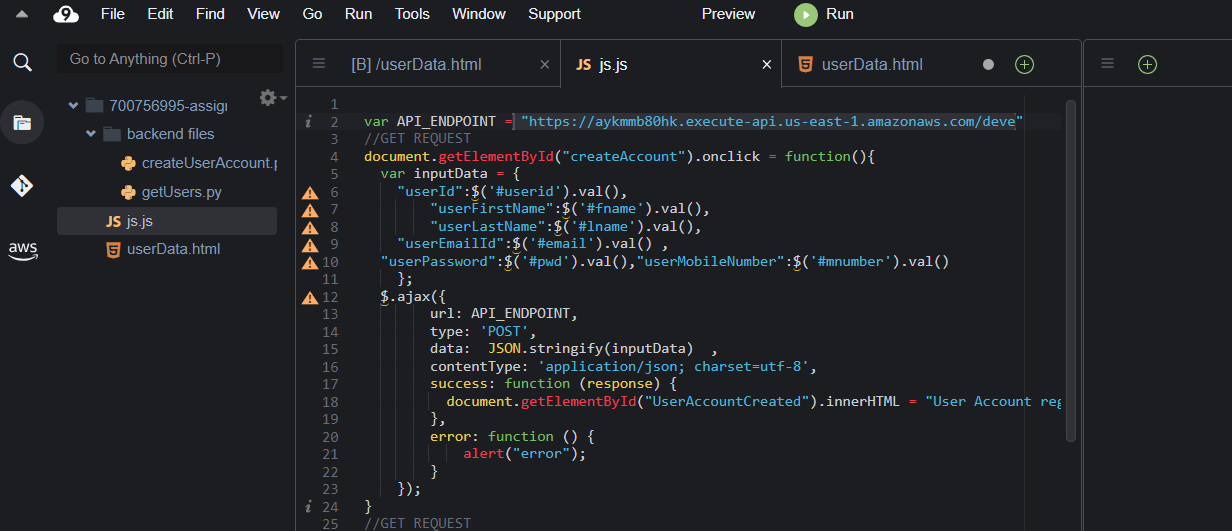 9 File Edit Find View Go Run Tools Window Support Preview Run
Go to Anything (Ctrl-P)
[B] /userData.html × js.js × userData.html
700756995-assigr
backend files
createUserAccount.p
getUsers.py
JS js.js
userData.html
aws
1
2 var API_ENDPOINT = "https://aykmmb80hk.execute-api.us-east-1.amazonaws.com/deve"
3 //GET REQUEST
4 document.getElementById("createAccount").onclick = function(){
5 var inputData = {
6 "userId":$('#userid').val(),
7 "userFirstName":$('#fname').val(),
8 "userLastName":$('#lname').val(),
9 "userEmailId":$('#email').val() ,
10 "userPassword":$('#pwd').val(),"userMobileNumber":$('#mnumber').val()
11 };
12 $.ajax({
13 url: API_ENDPOINT,
14 type: 'POST',
15 data: JSON.stringify(inputData) ,
16 contentType: 'application/json; charset=utf-8',
17 success: function (response) {
18 document.getElementById("UserAccountCreated").innerHTML = "User Account reg
19 },
20 error: function () {
21 alert("error");
22 }
23 });
24 }
25 //GET REQUEST